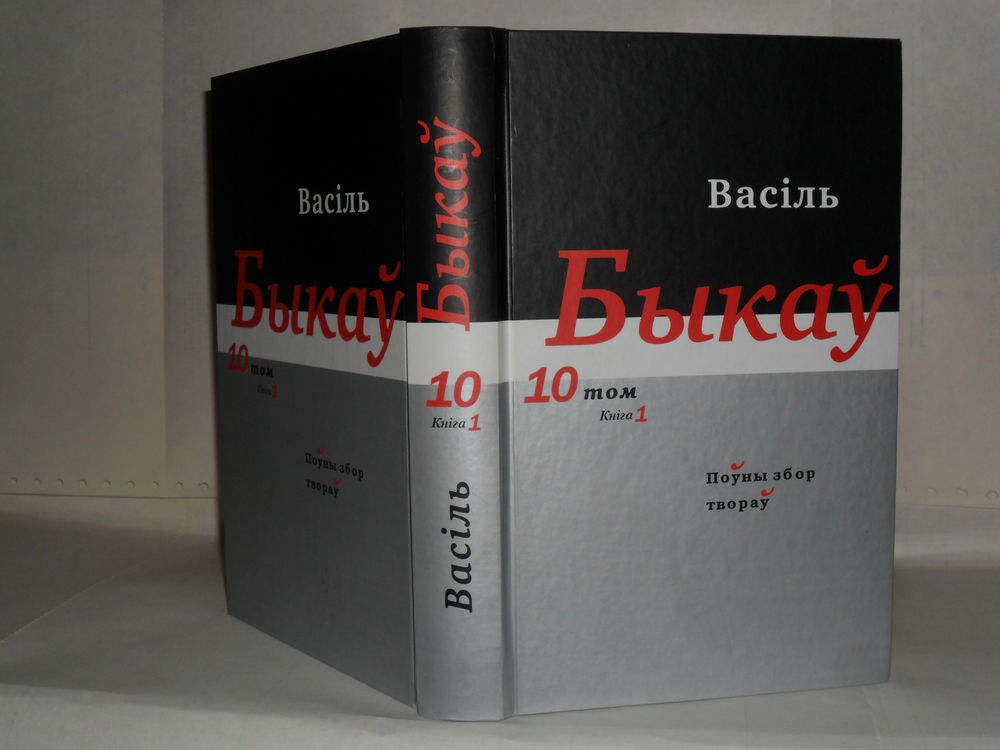 Васіль
Быкаў
10 том
Кніга 1
Поўны збор
твораў
Быкаў
10
Кніга 1
Васіль
Васіль
Быкаў
10 том
Кніга 1
Поўны збор
твораў